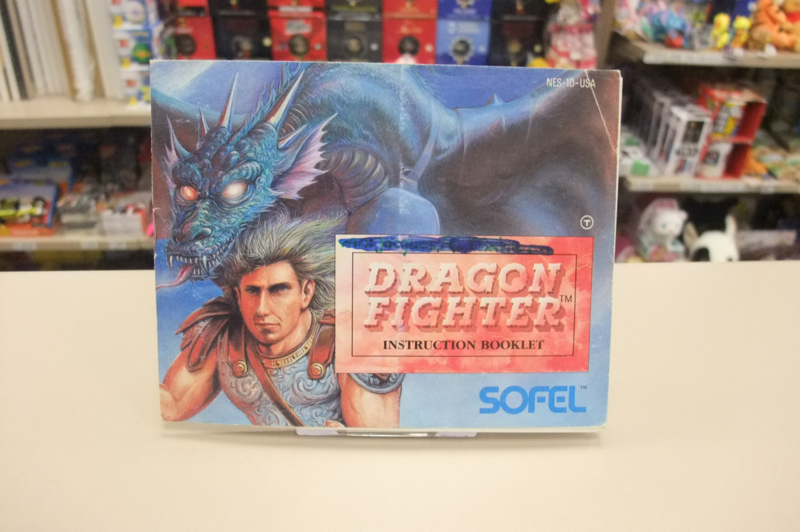 NES-1D-USA
T
DRAGON
FIGHTER™
INSTRUCTION BOOKLET
SOFEL™